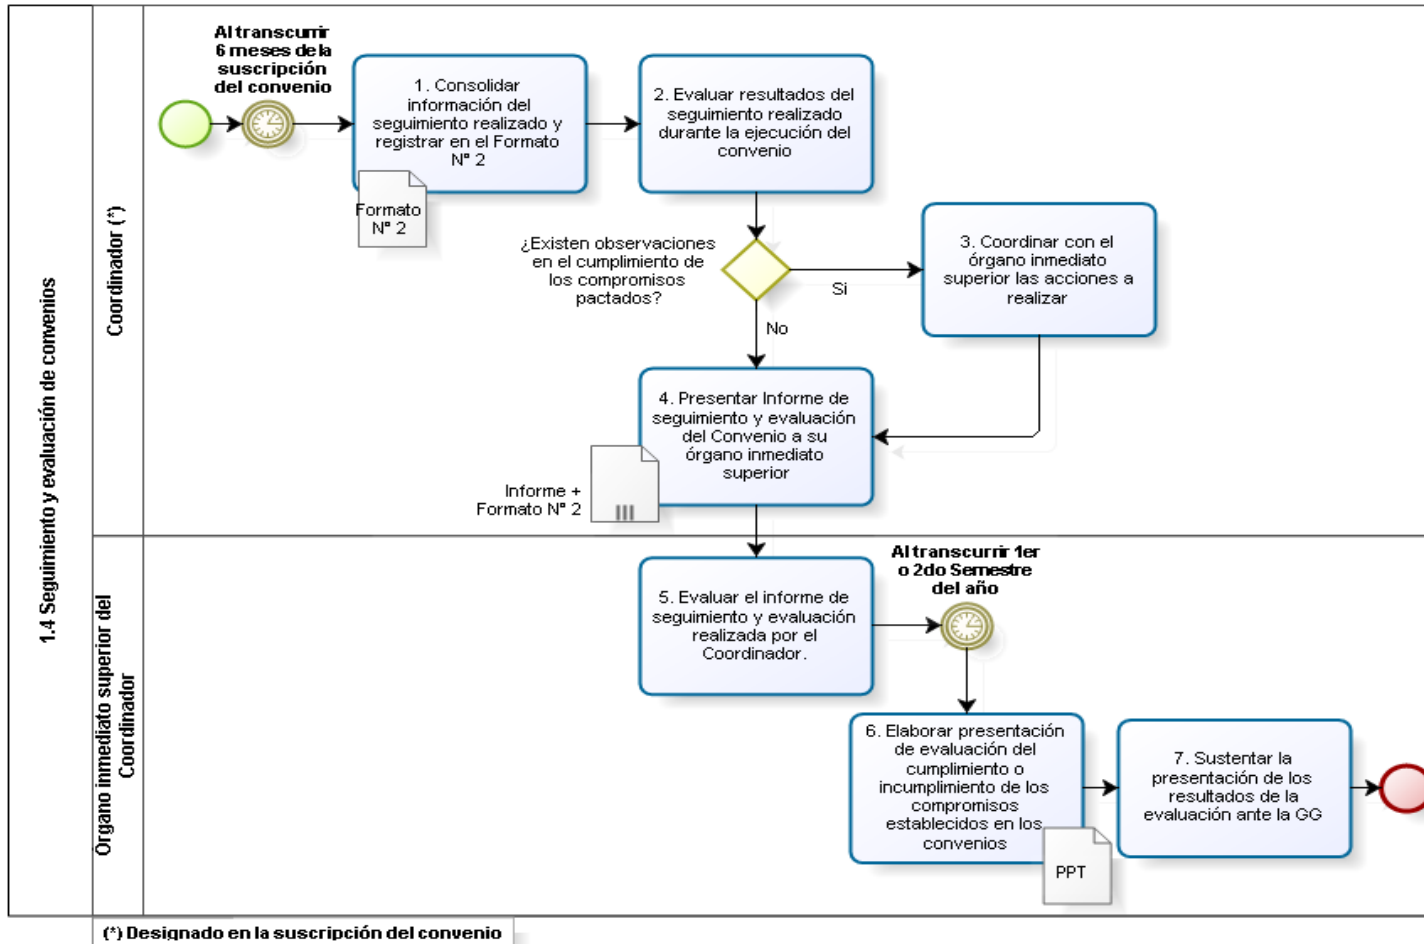 1.4 Seguimiento y evaluación de convenios
Coordinador (*)
Al transcurrir
6 meses de la
suscripción
del convenio
1. Consolidar
información del
seguimiento realizado y
registrar en el Formato
N° 2
Formato
N° 2
2. Evaluar resultados del
seguimiento realizado
durante la ejecución del
convenio
¿Existen observaciones
en el cumplimiento de
los compromisos
pactados?
Si
No
3. Coordinar con el
órgano inmediato
superior las acciones a
realizar
4. Presentar Informe de
seguimiento y evaluación
del Convenio a su
órgano inmediato
superior
Informe +
Formato N° 2
Organo inmediato superior del
Coordinador
5. Evaluar el informe de
seguimiento y evaluación
realizada por el
Coordinador.
Al transcurrir 1er
o 2do Semestre
del año
6. Elaborar presentación
de evaluación del
cumplimiento o
incumplimiento de los
compromisos
establecidos en los
convenios
PPT
7. Sustentar la
presentación de los
resultados de la
evaluación ante la GG
(*) Designado en la suscripción del convenio